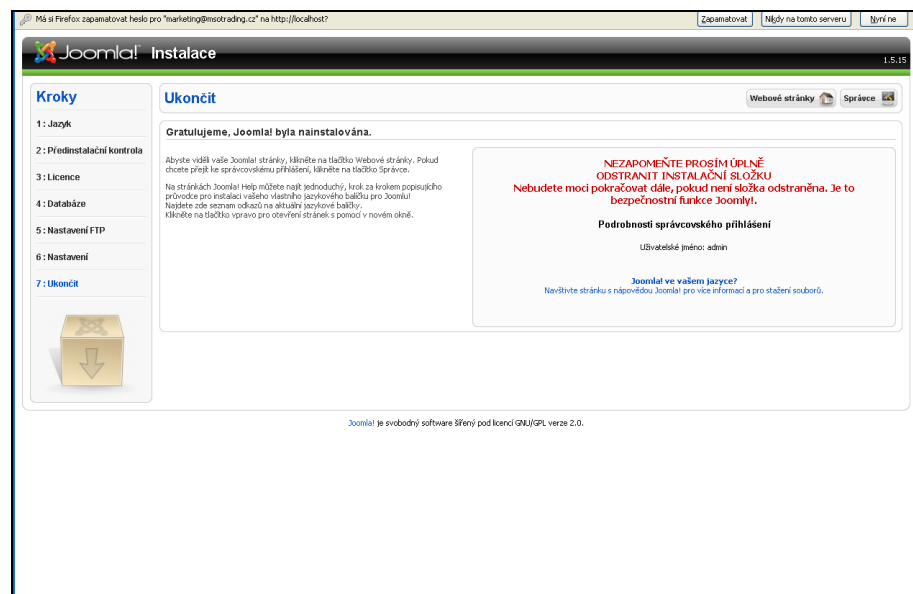 Má si Firefox zapamatovat heslo pro "marketing@msotrading.cz" na http://localhost?
Zapamatovat
Nikdy na tomto serveru
Nyní ne
Joomla! Instalace
1.5.15
Kroky
1 : Jazyk
2 : Předinstalační kontrola
3 : Licence
4 : Databáze
5 : Nastavení FTP
6 : Nastavení
7 : Ukončit
Ukončit
Webové stránky
Správce
Gratulujeme, Joomla! byla nainstalována.
Abyste viděli vaše Joomla! stránky, klikněte na tlačítko Webové stránky. Pokud
chcete přejít ke správcovskému přihlášení, klikněte na tlačítko Správce.
Na stránkách Joomla! Help můžete najít jednoduchý, krok za krokem popisujícího
průvodce pro instalaci vašeho vlastního jazykového balíčku pro Joomlu!
Najdete zde seznam odkazů na aktuální jazykové balíčky.
Klikněte na tlačítko vpravo pro otevření stránek s pomocí v novém okně.
NEZAPOMEŇTE PROSÍM ÚPLNĚ
ODSTRANIT INSTALAČNÍ SLOŽKU
Nebudete moci pokračovat dále, pokud není složka odstraněna. Je to
bezpečnostní funkce Joomly!.
Podrobnosti správcovského přihlášení
Uživatelské jméno: admin
Joomla! ve vašem jazyce?
Navštivte stránku s nápovědou Joomla! pro více informací a pro stažení souborů.
Joomla! je svobodný software šířený pod licencí GNU/GPL verze 2.0.